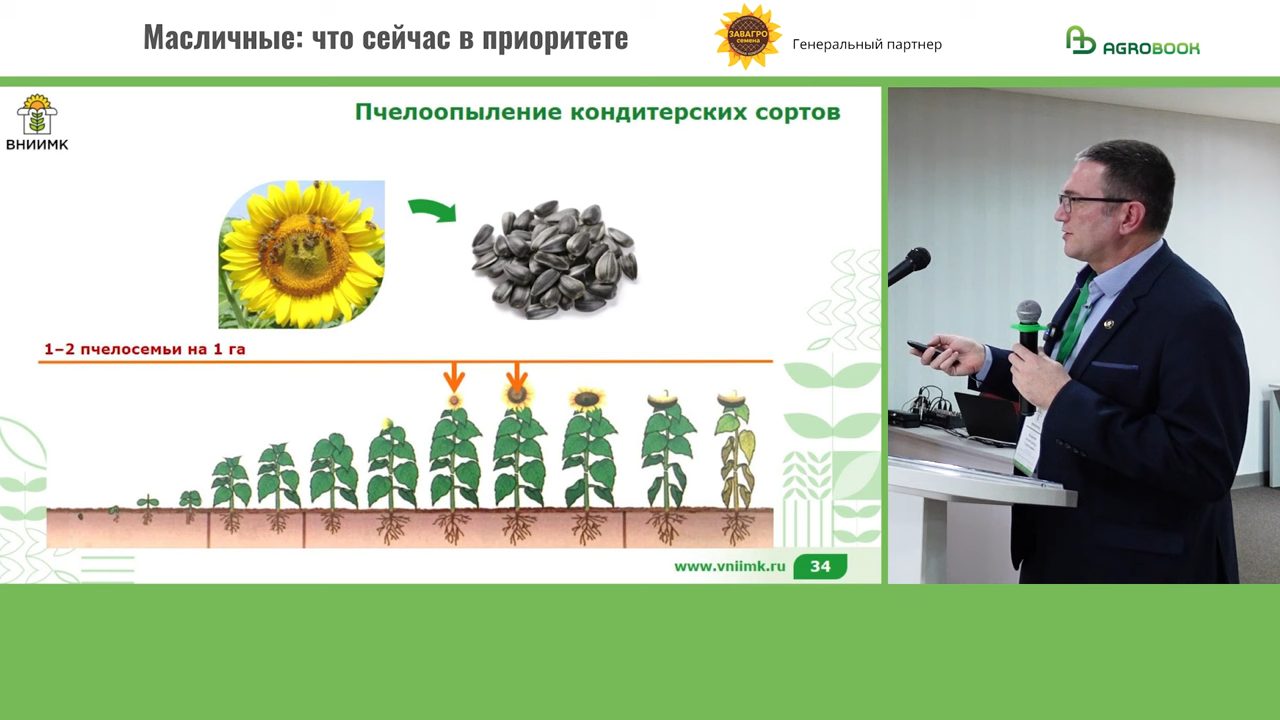 Масличные: что сейчас в приоритете
ЗАВАГРО
семена
Генеральный партнер
AGROBOOK
ВНИИМК
Пчелоопыление кондитерских сортов
1–2 пчелосемьи на 1 га
www.vniimk.ru
34